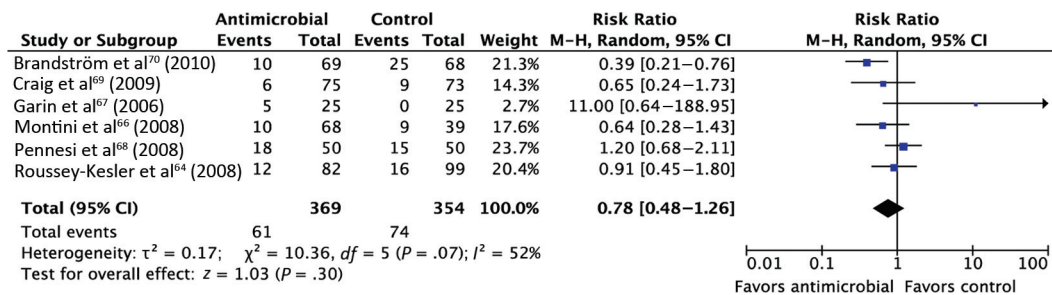 Antimicrobial Control Risk Ratio Risk Ratio
Study or Subgroup Events Total Events Total Weight M-H, Random, 95% CI M-H, Random, 95% CI
Brandström et al⁷⁰ (2010) 10 69 25 68 21.3% 0.39 [0.21–0.76]
Craig et al⁶⁹ (2009) 6 75 9 73 14.3% 0.65 [0.24–1.73]
Garin et al⁶⁷ (2006) 5 25 0 25 2.7% 11.00 [0.64–188.95]
Montini et al⁶⁶ (2008) 10 68 9 39 17.6% 0.64 [0.28–1.43]
Pennesi et al⁶⁸ (2008) 18 50 15 50 23.7% 1.20 [0.68–2.11]
Roussey-Kesler et al⁶⁴ (2008) 12 82 16 99 20.4% 0.91 [0.45–1.80]
Total (95% CI) 369 354 100.0% 0.78 [0.48–1.26]
Total events 61 74
Heterogeneity: τ² = 0.17; χ² = 10.36, df = 5 (P = .07); I² = 52%
Test for overall effect: z = 1.03 (P = .30)
0.01 0.1 1 10 100
Favors antimicrobial Favors control